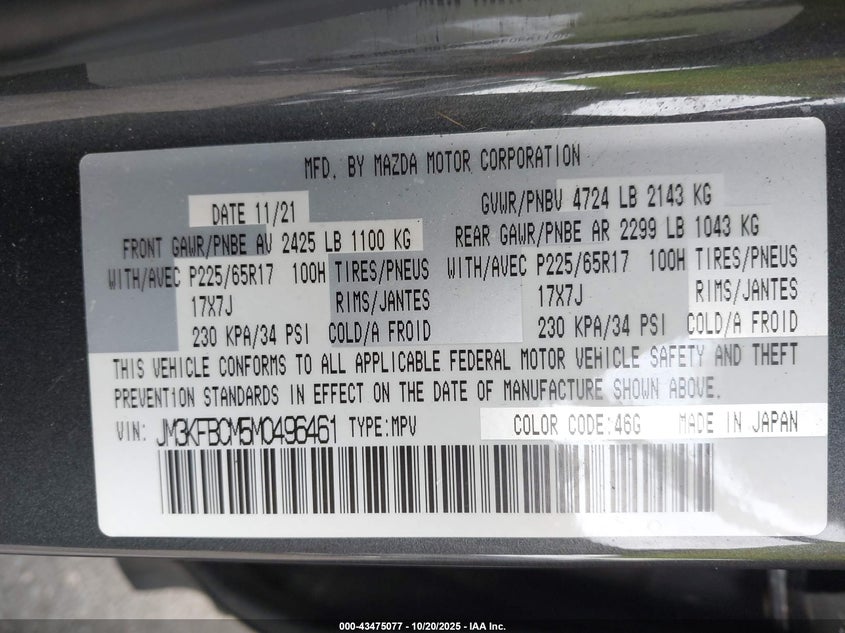 MFD. BY MAZDA MOTOR CORPORATION
DATE 11/21 GVWR/PNBV 4724 LB 2143 KG
FRONT GAWR/PNBE AV 2425 LB 1100 KG REAR GAWR/PNBE AR 2299 LB 1043 KG
WITH/AVEC P225/65R17 100H TIRES/PNEUS WITH/AVEC P225/65R17 100H TIRES/PNEUS
17X7J RIMS/JANTES 17X7J RIMS/JANTES
230 KPA/34 PSI COLD/A FROID 230 KPA/34 PSI COLD/A FROID
THIS VEHICLE CONFORMS TO ALL APPLICABLE FEDERAL MOTOR VEHICLE SAFETY AND THEFT
PREVENTION STANDARDS IN EFFECT ON THE DATE OF MANUFACTURE SHOWN ABOVE.
VIN: JM3KFBCM5M0496461 TYPE:MPV COLOR CODE:46G MADE IN JAPAN
000-43475077 - 10/20/2025 - IAA Inc.